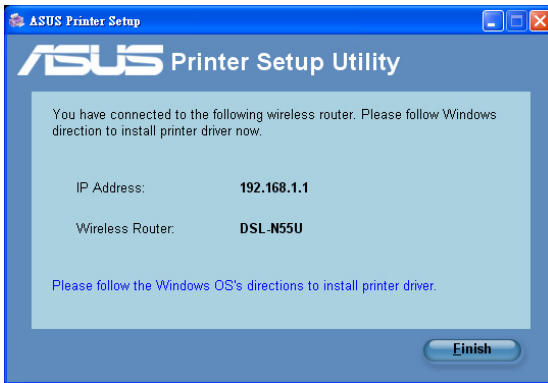 ASUS Printer Setup
ASUS Printer Setup Utility
You have connected to the following wireless router. Please follow Windows
direction to install printer driver now.
IP Address: 192.168.1.1
Wireless Router: DSL-N55U
Please follow the Windows OS's directions to install printer driver.
Finish